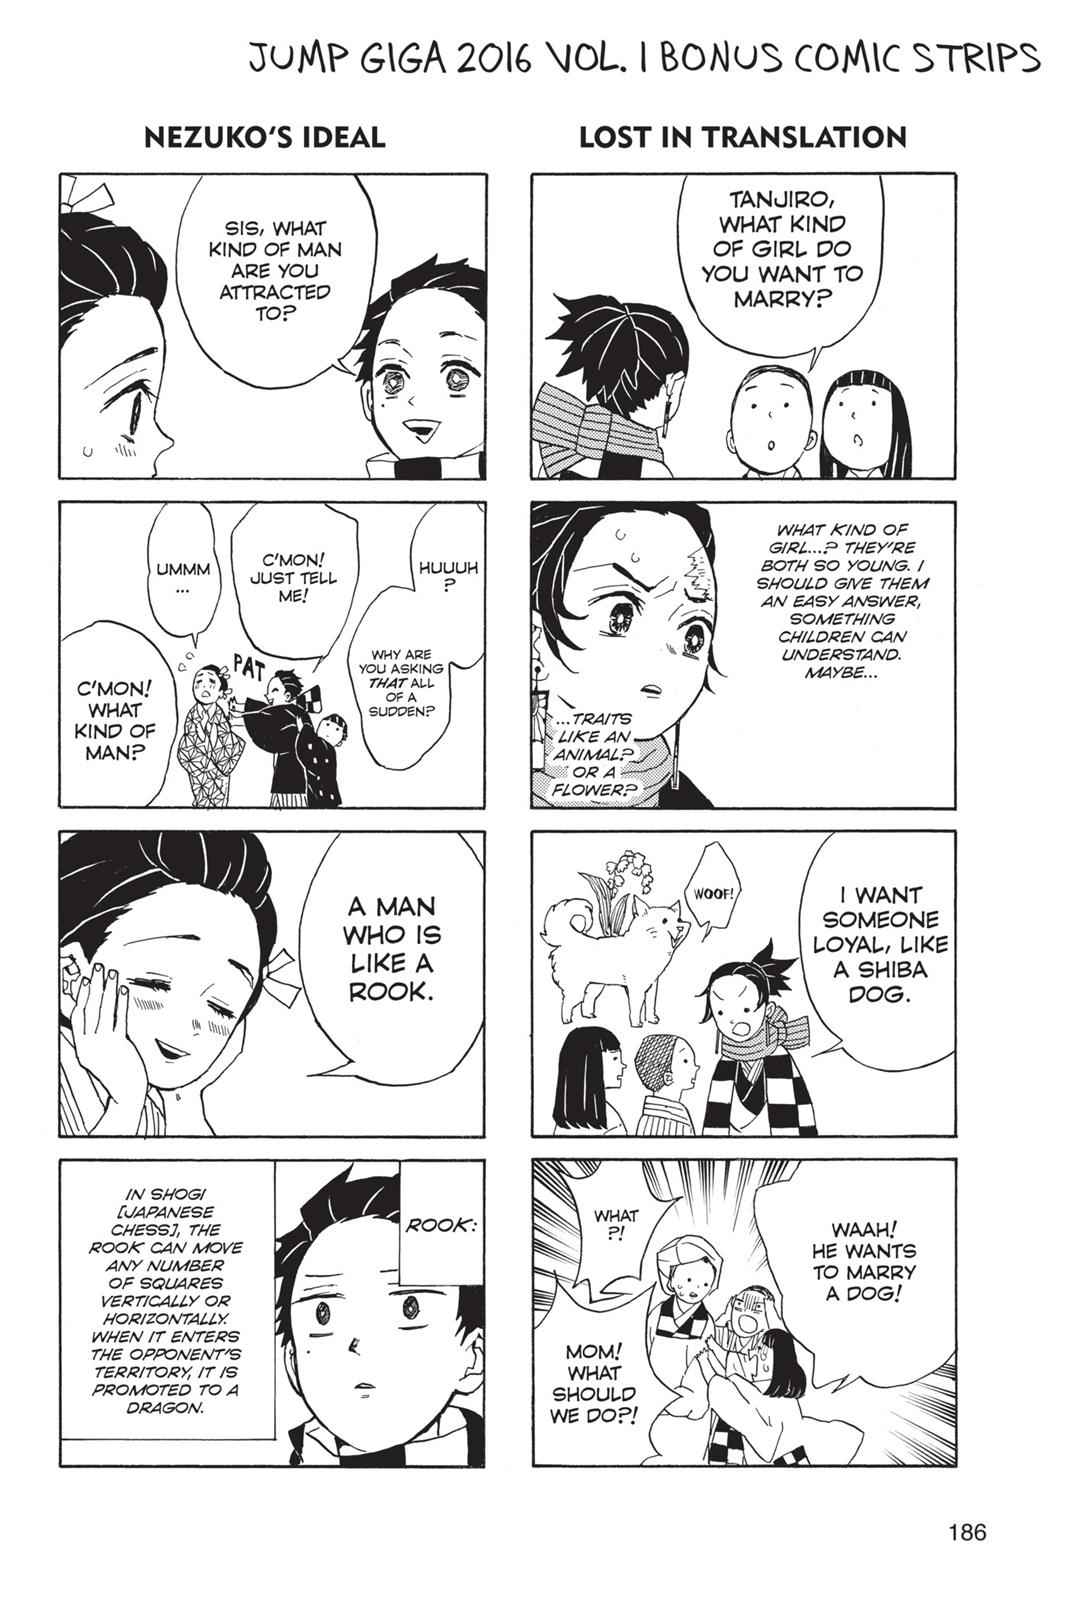 JUMP GIGA 2016 VOL. 1 BONUS COMIC STRIPS
LOST IN TRANSLATION
TANJIRO,
WHAT KIND
OF GIRL DO
YOU WANT TO
MARRY?
WHAT KIND OF
GIRL...? THEY'RE
BOTH SO YOUNG. I
SHOULD GIVE THEM
AN EASY ANSWER,
SOMETHING
CHILDREN CAN
UNDERSTAND.
MAYBE...
...TRAITS
LIKE AN
ANIMAL?
OR A
FLOWER?
I WANT
SOMEONE
LOYAL, LIKE
A SHIBA
DOG.
WOOF!
WAAH!
HE WANTS
TO MARRY
A DOG!
WHAT
?!
MOM!
WHAT
SHOULD
WE DO?!
NEZUKO'S IDEAL
SIS, WHAT
KIND OF MAN
ARE YOU
ATTRACTED
TO?
HUUUH
?
WHY ARE
YOU ASKING
THAT ALL
OF A
SUDDEN?
C'MON!
JUST TELL
ME!
PAT
UMMM
...
C'MON!
WHAT
KIND OF
MAN?
A MAN
WHO IS
LIKE A
ROOK.
ROOK:
IN SHOGI
[JAPANESE
CHESS], THE
ROOK CAN MOVE
ANY NUMBER
OF SQUARES
VERTICALLY OR
HORIZONTALLY.
WHEN IT ENTERS
THE OPPONENT'S
TERRITORY, IT IS
PROMOTED TO A
DRAGON.
186